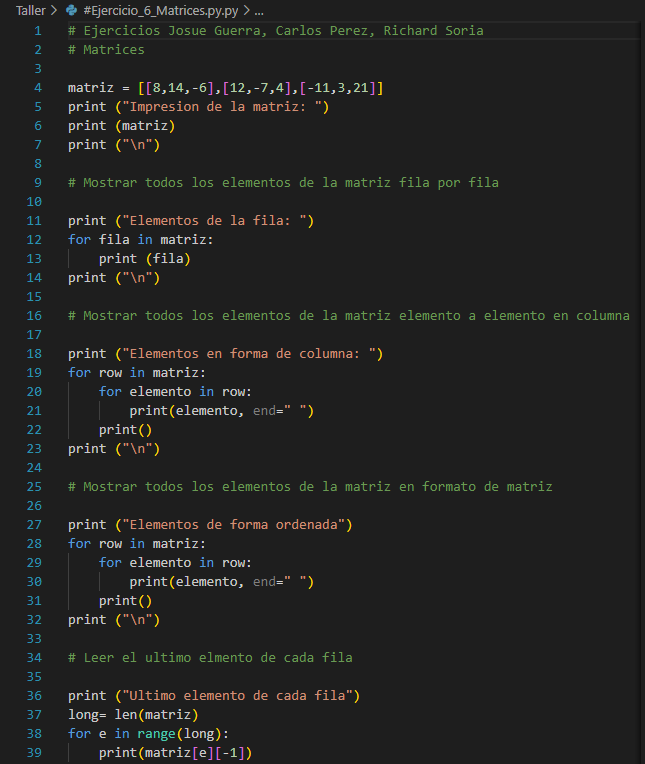 Taller > #Ejercicio_6_Matrices.py.py > ...
1 # Ejercicios Josue Guerra, Carlos Perez, Richard Soria
2 # Matrices
3
4 matriz = [[8,14,-6],[12,-7,4],[-11,3,21]]
5 print ("Impresion de la matriz: ")
6 print (matriz)
7 print ("\n")
8
9 # Mostrar todos los elementos de la matriz fila por fila
10
11 print ("Elementos de la fila: ")
12 for fila in matriz:
13     print (fila)
14 print ("\n")
15
16 # Mostrar todos los elementos de la matriz elemento a elemento en columna
17
18 print ("Elementos en forma de columna: ")
19 for row in matriz:
20     for elemento in row:
21         print(elemento, end=" ")
22     print()
23 print ("\n")
24
25 # Mostrar todos los elementos de la matriz en formato de matriz
26
27 print ("Elementos de forma ordenada")
28 for row in matriz:
29     for elemento in row:
30         print(elemento, end=" ")
31     print()
32 print ("\n")
33
34 # Leer el ultimo elmento de cada fila
35
36 print ("Ultimo elemento de cada fila")
37 long= len(matriz)
38 for e in range(long):
39     print(matriz[e][-1])